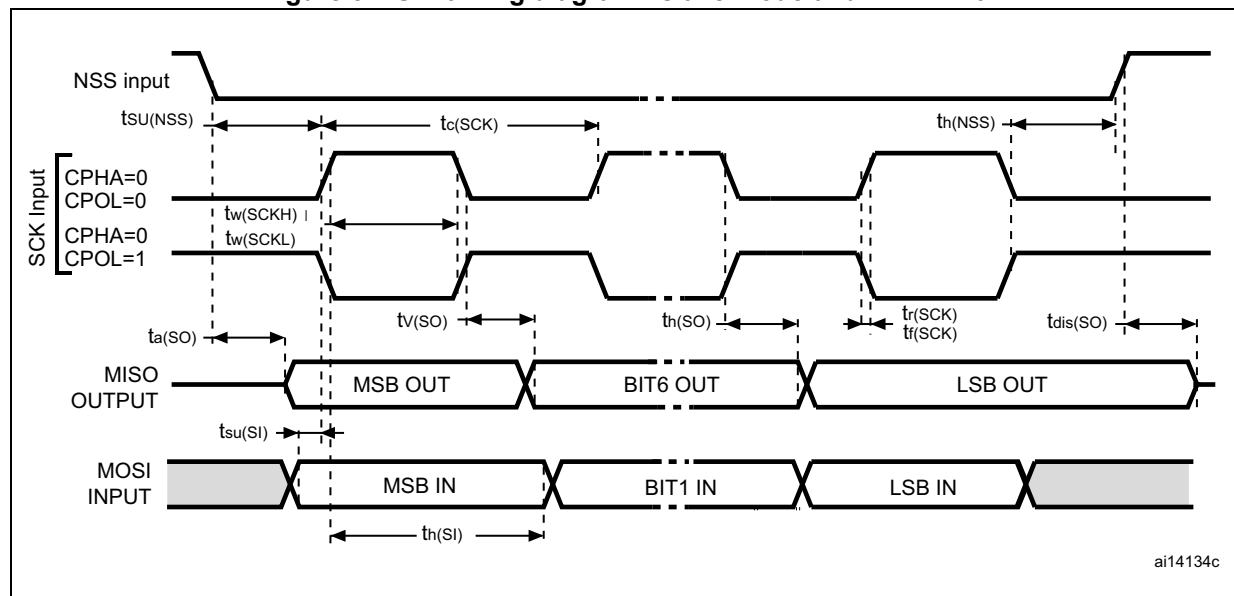 NSS input
tSU(NSS)
tc(SCK)
th(NSS)
SCK Input
CPHA=0
CPOL=0
tw(SCKH)
CPHA=0
CPOL=1
tw(SCKL)
tV(SO)
th(SO)
tr(SCK)
tf(SCK)
tdis(SO)
ta(SO)
MISO
OUTPUT
MSB OUT
BIT6 OUT
LSB OUT
tsu(SI)
MOSI
INPUT
MSB IN
BIT1 IN
LSB IN
th(SI)
ai14134c